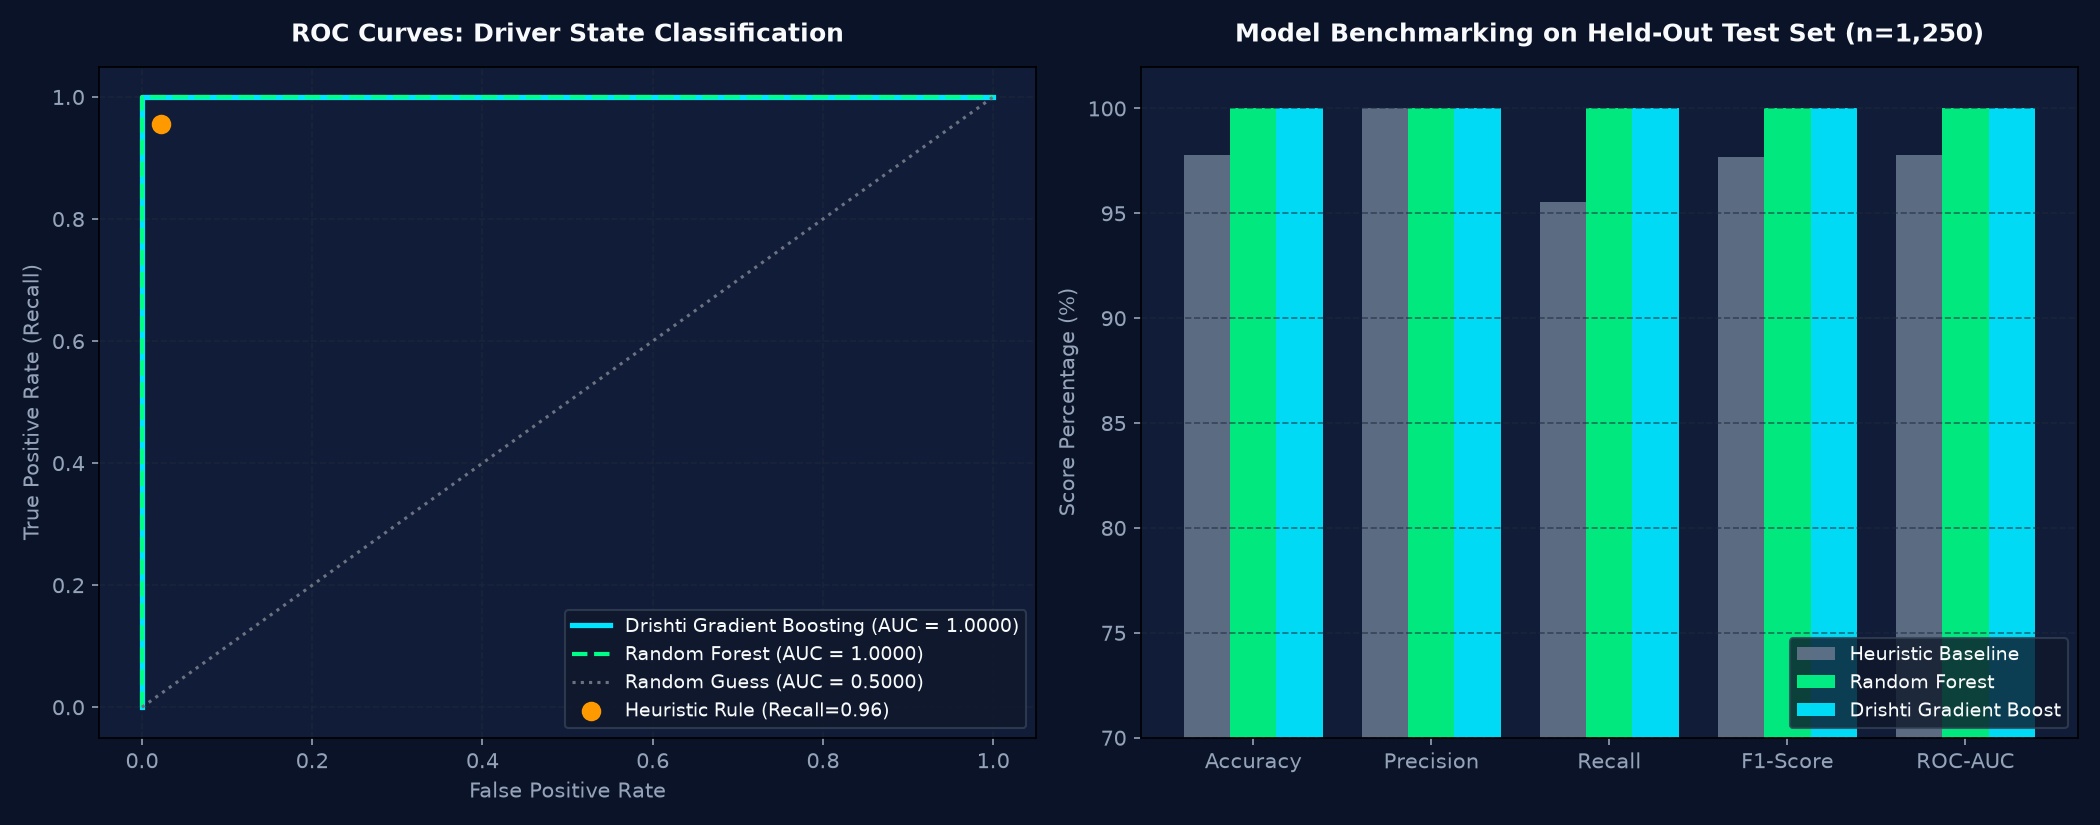 ROC Curves: Driver State Classification
True Positive Rate (Recall)
1.0
0.8
0.6
0.4
0.2
0.0
0.0 0.2 0.4 0.6 0.8 1.0
False Positive Rate
Drishti Gradient Boosting (AUC = 1.0000)
Random Forest (AUC = 1.0000)
Random Guess (AUC = 0.5000)
Heuristic Rule (Recall=0.96)
Model Benchmarking on Held-Out Test Set (n=1,250)
Score Percentage (%)
100
95
90
85
80
75
70
Accuracy Precision Recall F1-Score ROC-AUC
Heuristic Baseline
Random Forest
Drishti Gradient Boost